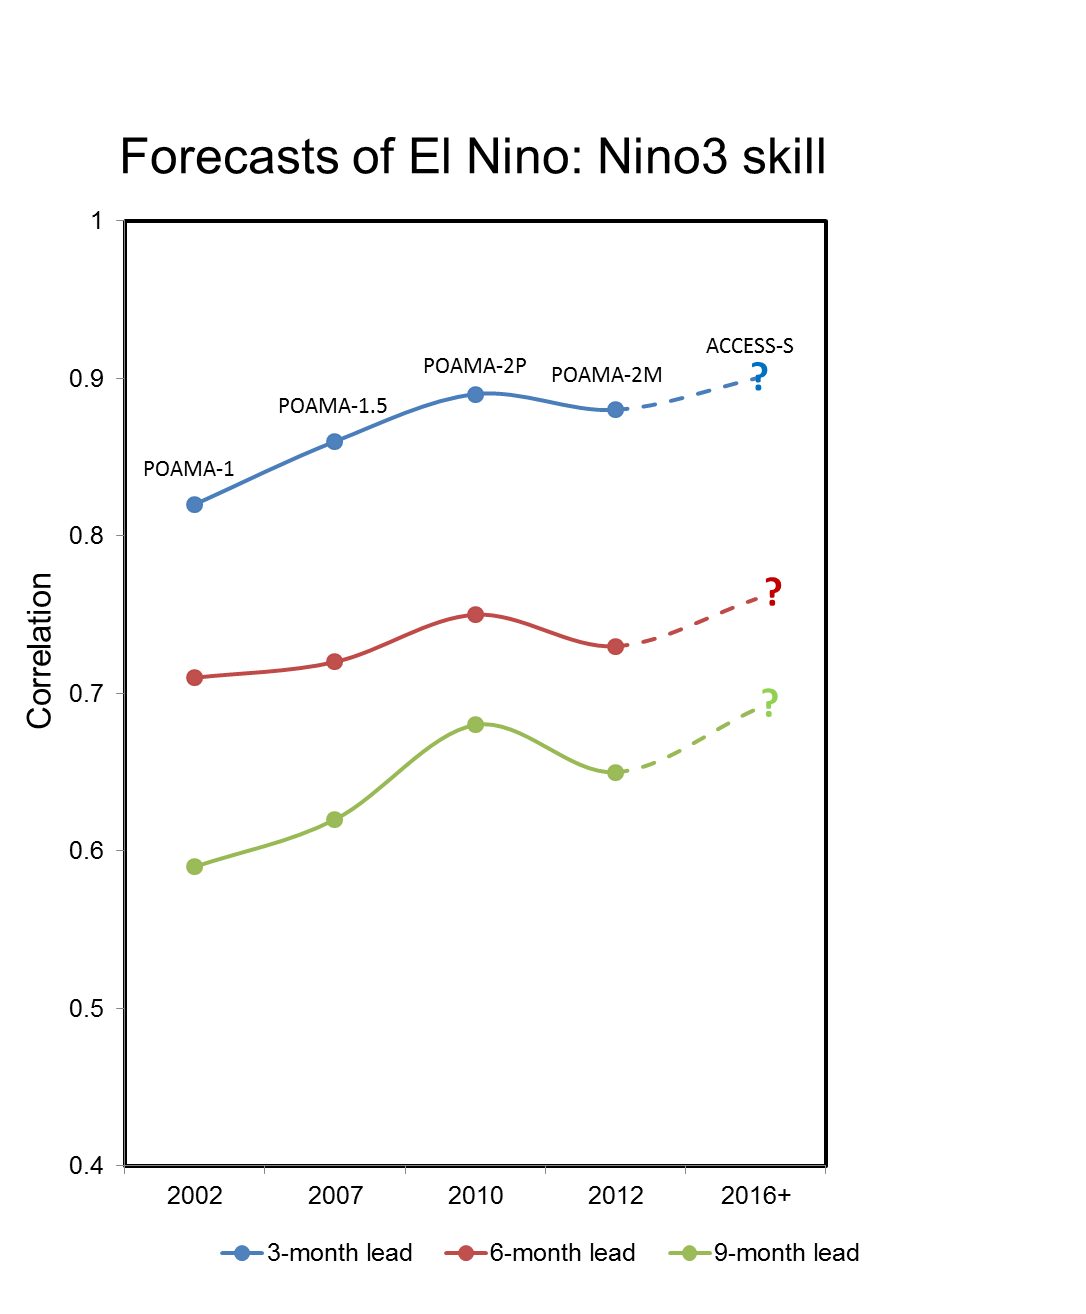 Forecasts of El Nino: Nino3 skill
1
ACCESS-S
?
POAMA-2P
POAMA-2M
0.9
POAMA-1.5
POAMA-1
0.8
?
Correlation
0.7
?
0.6
0.5
0.4
2002 2007 2010 2012 2016+
3-month lead 6-month lead 9-month lead